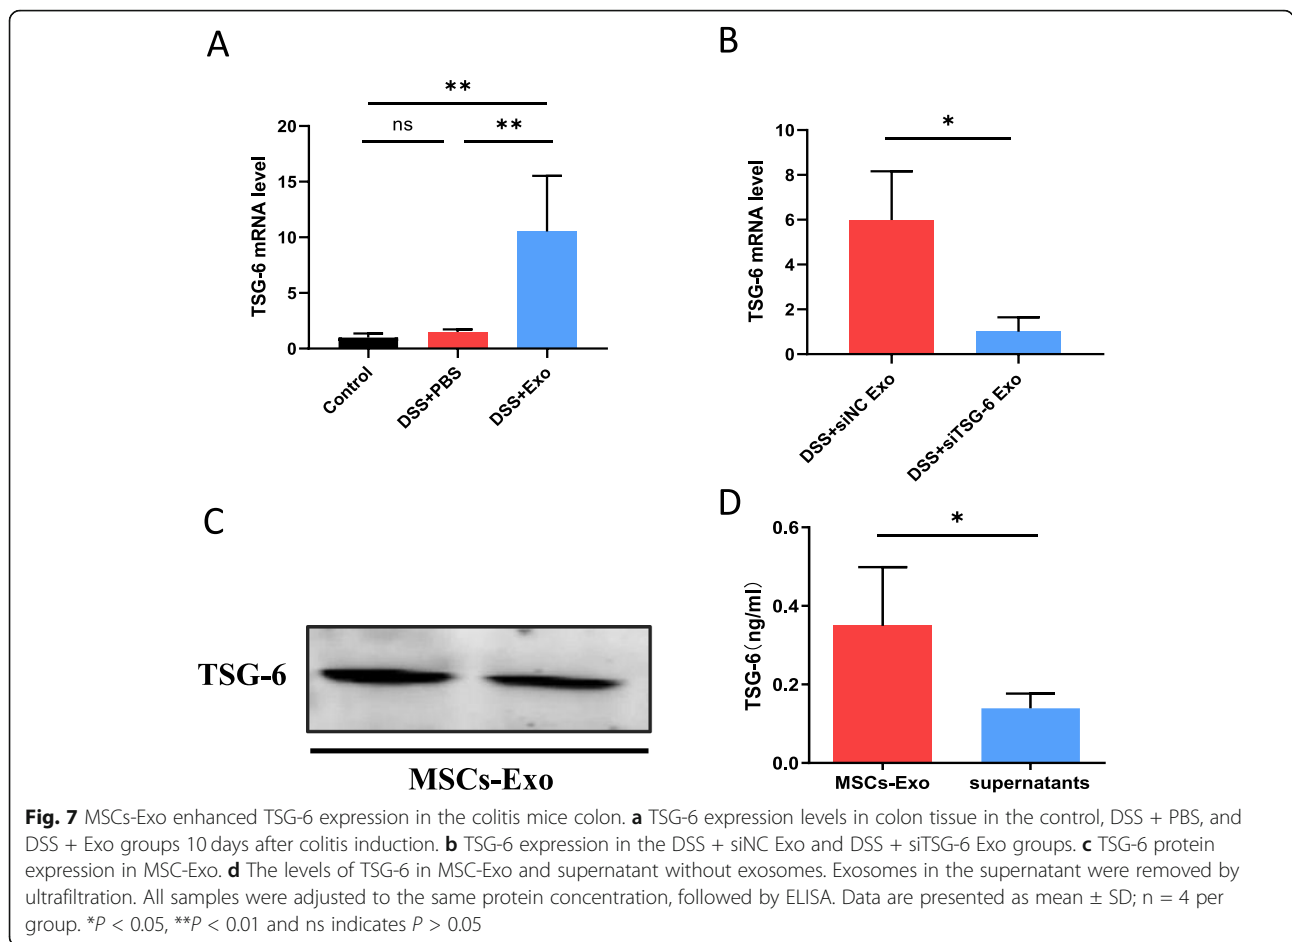 A
**
ns
**
20
15
10
5
0
TSG-6 mRNA level
Control
DSS+PBS
DSS+Exo
B
*
10
8
6
4
2
0
TSG-6 mRNA level
DSS+siNC Exo
DSS+siTSG-6 Exo
C
TSG-6
MSCs-Exo
D
*
0.6
0.4
0.2
0.0
TSG-6(ng/ml)
MSCs-Exo
supernatants
Fig. 7 MSCs-Exo enhanced TSG-6 expression in the colitis mice colon. a TSG-6 expression levels in colon tissue in the control, DSS + PBS, and
DSS + Exo groups 10 days after colitis induction. b TSG-6 expression in the DSS + siNC Exo and DSS + siTSG-6 Exo groups. c TSG-6 protein
expression in MSC-Exo. d The levels of TSG-6 in MSC-Exo and supernatant without exosomes. Exosomes in the supernatant were removed by
ultrafiltration. All samples were adjusted to the same protein concentration, followed by ELISA. Data are presented as mean ± SD; n = 4 per
group. *P < 0.05, **P < 0.01 and ns indicates P > 0.05